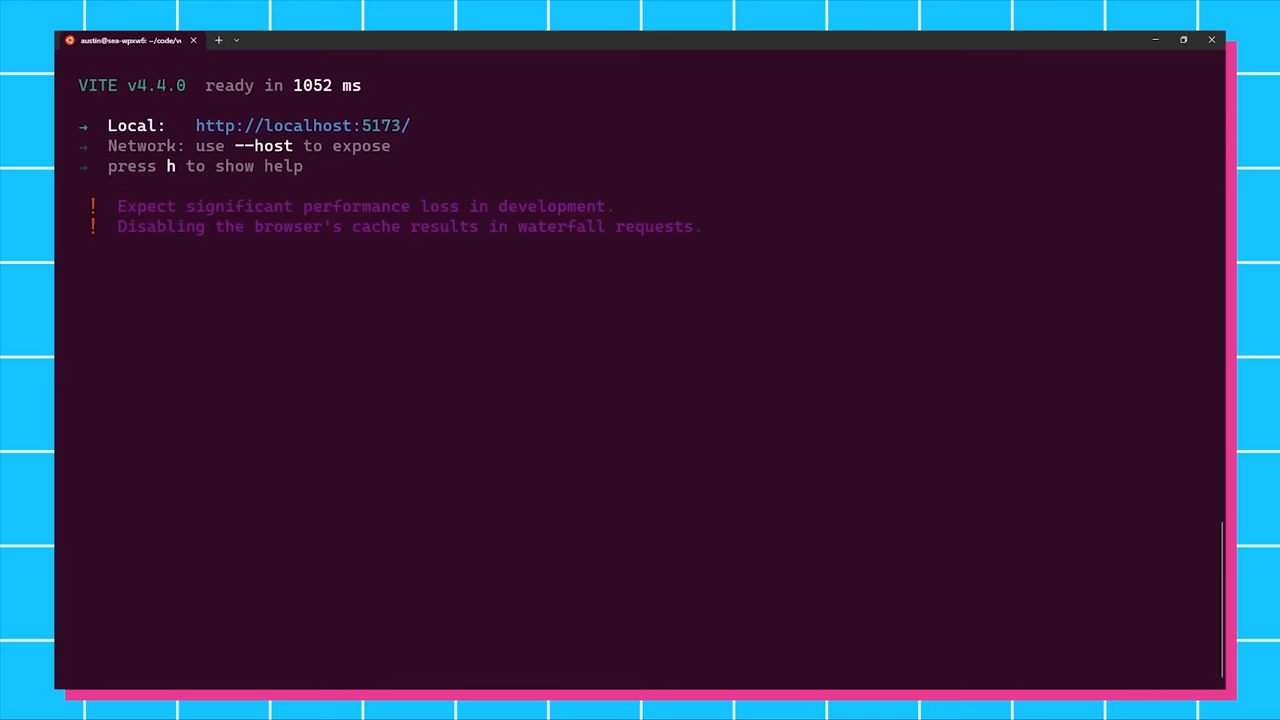 austin@sea-wpxw6: ~/code/v
VITE v4.4.0 ready in 1052 ms
➜ Local: http://localhost:5173/
➜ Network: use --host to expose
➜ press h to show help
❗ Expect significant performance loss in development.
❗ Disabling the browser's cache results in waterfall requests.